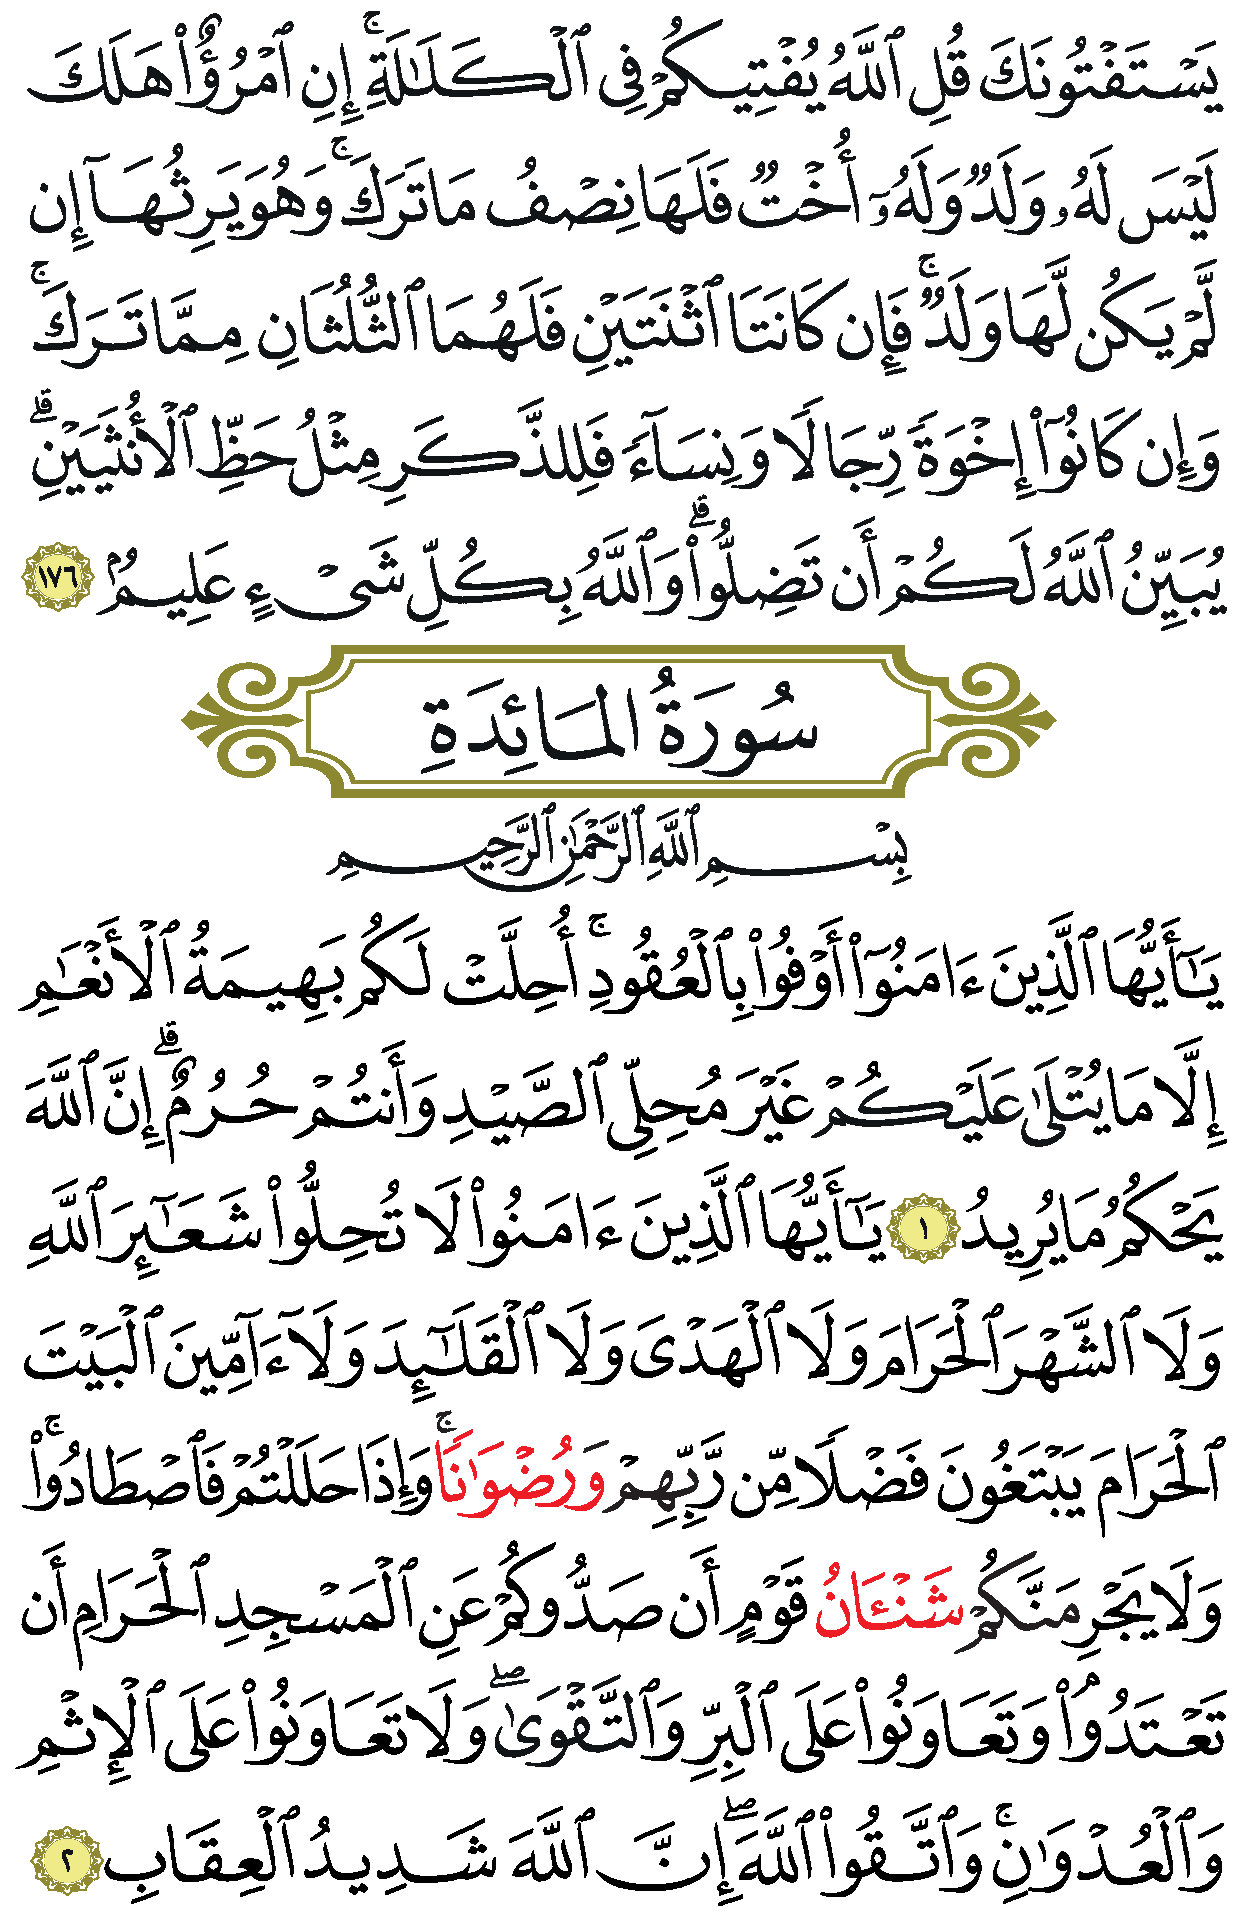 يَسۡتَفۡتُونَكَ قُلِ ٱللَّهُ يُفۡتِيكُمۡ فِي ٱلۡكَلَٰلَةِۚ إِنِ ٱمۡرُؤٌاْ هَلَكَ
لَيۡسَ لَهُۥ وَلَدٞ وَلَهُۥٓ أُخۡتٞ فَلَهَا نِصۡفُ مَا تَرَكَۚ وَهُوَ يَرِثُهَآ إِن
لَّمۡ يَكُن لَّهَا وَلَدٞۚ فَإِن كَانَتَا ٱثۡنَتَيۡنِ فَلَهُمَا ٱلثُّلُثَانِ مِمَّا تَرَكَۚ
وَإِن كَانُوٓاْ إِخۡوَةٗ رِّجَالٗا وَنِسَآءٗ فَلِلذَّكَرِ مِثۡلُ حَظِّ ٱلۡأُنثَيَيۡنِۗ
يُبَيِّنُ ٱللَّهُ لَكُمۡ أَن تَضِلُّواْۗ وَٱللَّهُ بِكُلِّ شَيۡءٍ عَلِيمُۢ ١٧٦
سُورَةُ المَائِدَةِ
بِسۡمِ ٱللَّهِ ٱلرَّحۡمَٰنِ ٱلرَّحِيمِ
يَٰٓأَيُّهَا ٱلَّذِينَ ءَامَنُوٓاْ أَوۡفُواْ بِٱلۡعُقُودِۚ أُحِلَّتۡ لَكُم بَهِيمَةُ ٱلۡأَنۡعَٰمِ
إِلَّا مَا يُتۡلَىٰ عَلَيۡكُمۡ غَيۡرَ مُحِلِّي ٱلصَّيۡدِ وَأَنتُمۡ حُرُمٌۗ إِنَّ ٱللَّهَ
يَحۡكُمُ مَا يُرِيدُ ١ يَٰٓأَيُّهَا ٱلَّذِينَ ءَامَنُواْ لَا تُحِلُّواْ شَعَٰٓئِرَ ٱللَّهِ
وَلَا ٱلشَّهۡرَ ٱلۡحَرَامَ وَلَا ٱلۡهَدۡيَ وَلَا ٱلۡقَلَٰٓئِدَ وَلَآ ءَآمِّينَ ٱلۡبَيۡتَ
ٱلۡحَرَامَ يَبۡتَغُونَ فَضۡلٗا مِّن رَّبِّهِمۡ وَرُضۡوَٰنٗاۚ وَإِذَا حَلَلۡتُمۡ فَٱصۡطَادُواْۚ
وَلَا يَجۡرِمَنَّكُمۡ شَنۡـَٔانُ قَوۡمٍ أَن صَدُّوكُمۡ عَنِ ٱلۡمَسۡجِدِ ٱلۡحَرَامِ أَن
تَعۡتَدُواْۘ وَتَعَاوَنُواْ عَلَى ٱلۡبِرِّ وَٱلتَّقۡوَىٰۖ وَلَا تَعَاوَنُواْ عَلَى ٱلۡإِثۡمِ
وَٱلۡعُدۡوَٰنِۚ وَٱتَّقُواْ ٱللَّهَۖ إِنَّ ٱللَّهَ شَدِيدُ ٱلۡعِقَابِ ٢